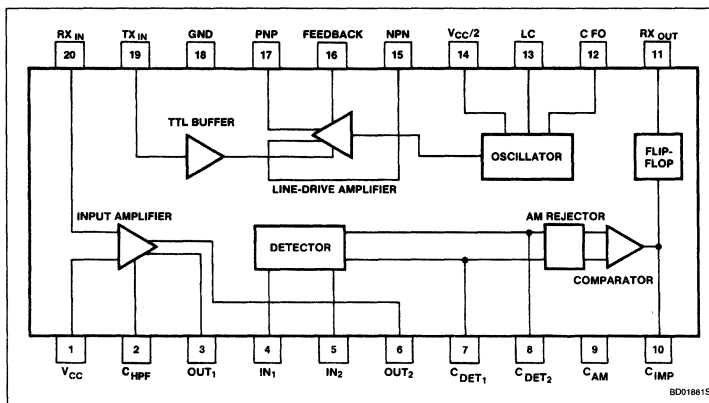 RX IN TX IN GND PNP FEEDBACK NPN VCC/2 LC C FO RX OUT
20 19 18 17 16 15 14 13 12 11
TTL BUFFER
OSCILLATOR
FLIP-
FLOP
LINE-DRIVE AMPLIFIER
INPUT AMPLIFIER
AM REJECTOR
DETECTOR
COMPARATOR
1 2 3 4 5 6 7 8 9 10
VCC CHPF OUT1 IN1 IN2 OUT2 CDET1 CDET2 CAM CIMP
BD01881S